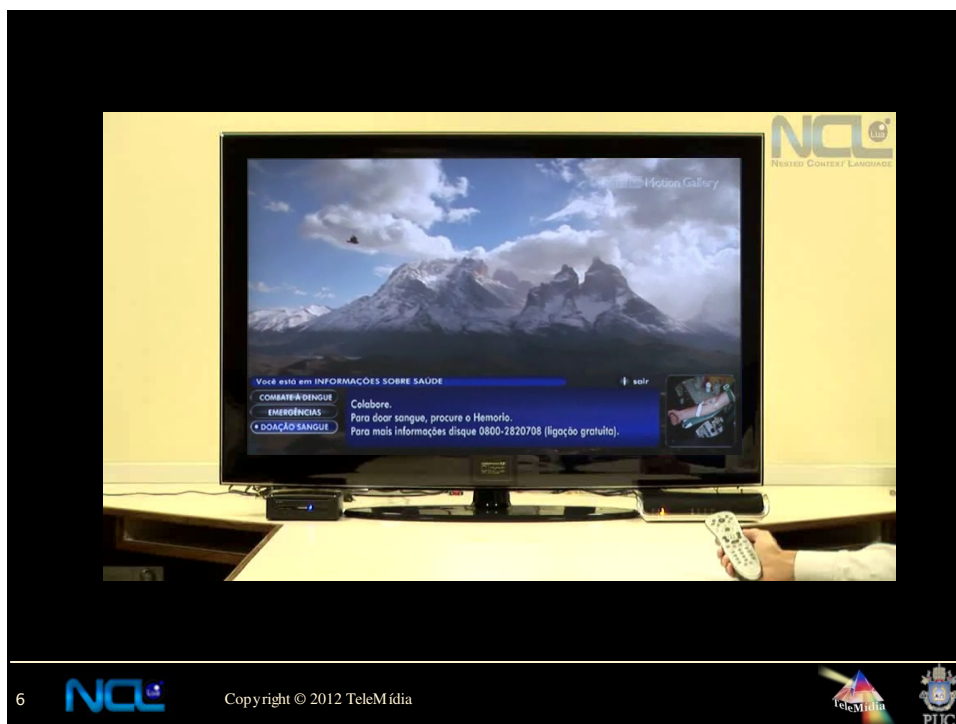 NCL
Lua
NESTED CONTEXT LANGUAGE
Motion Gallery
Você está em INFORMAÇÕES SOBRE SAÚDE
sair
COMBATE À DENGUE
EMERGÊNCIAS
DOAÇÃO SANGUE
Colabore.
Para doar sangue, procure o Hemorio.
Para mais informações disque 0800-2820708 (ligação gratuita).
6
NCL
Lua
Copyright © 2012 TeleMídia
TeleMídia
PUC